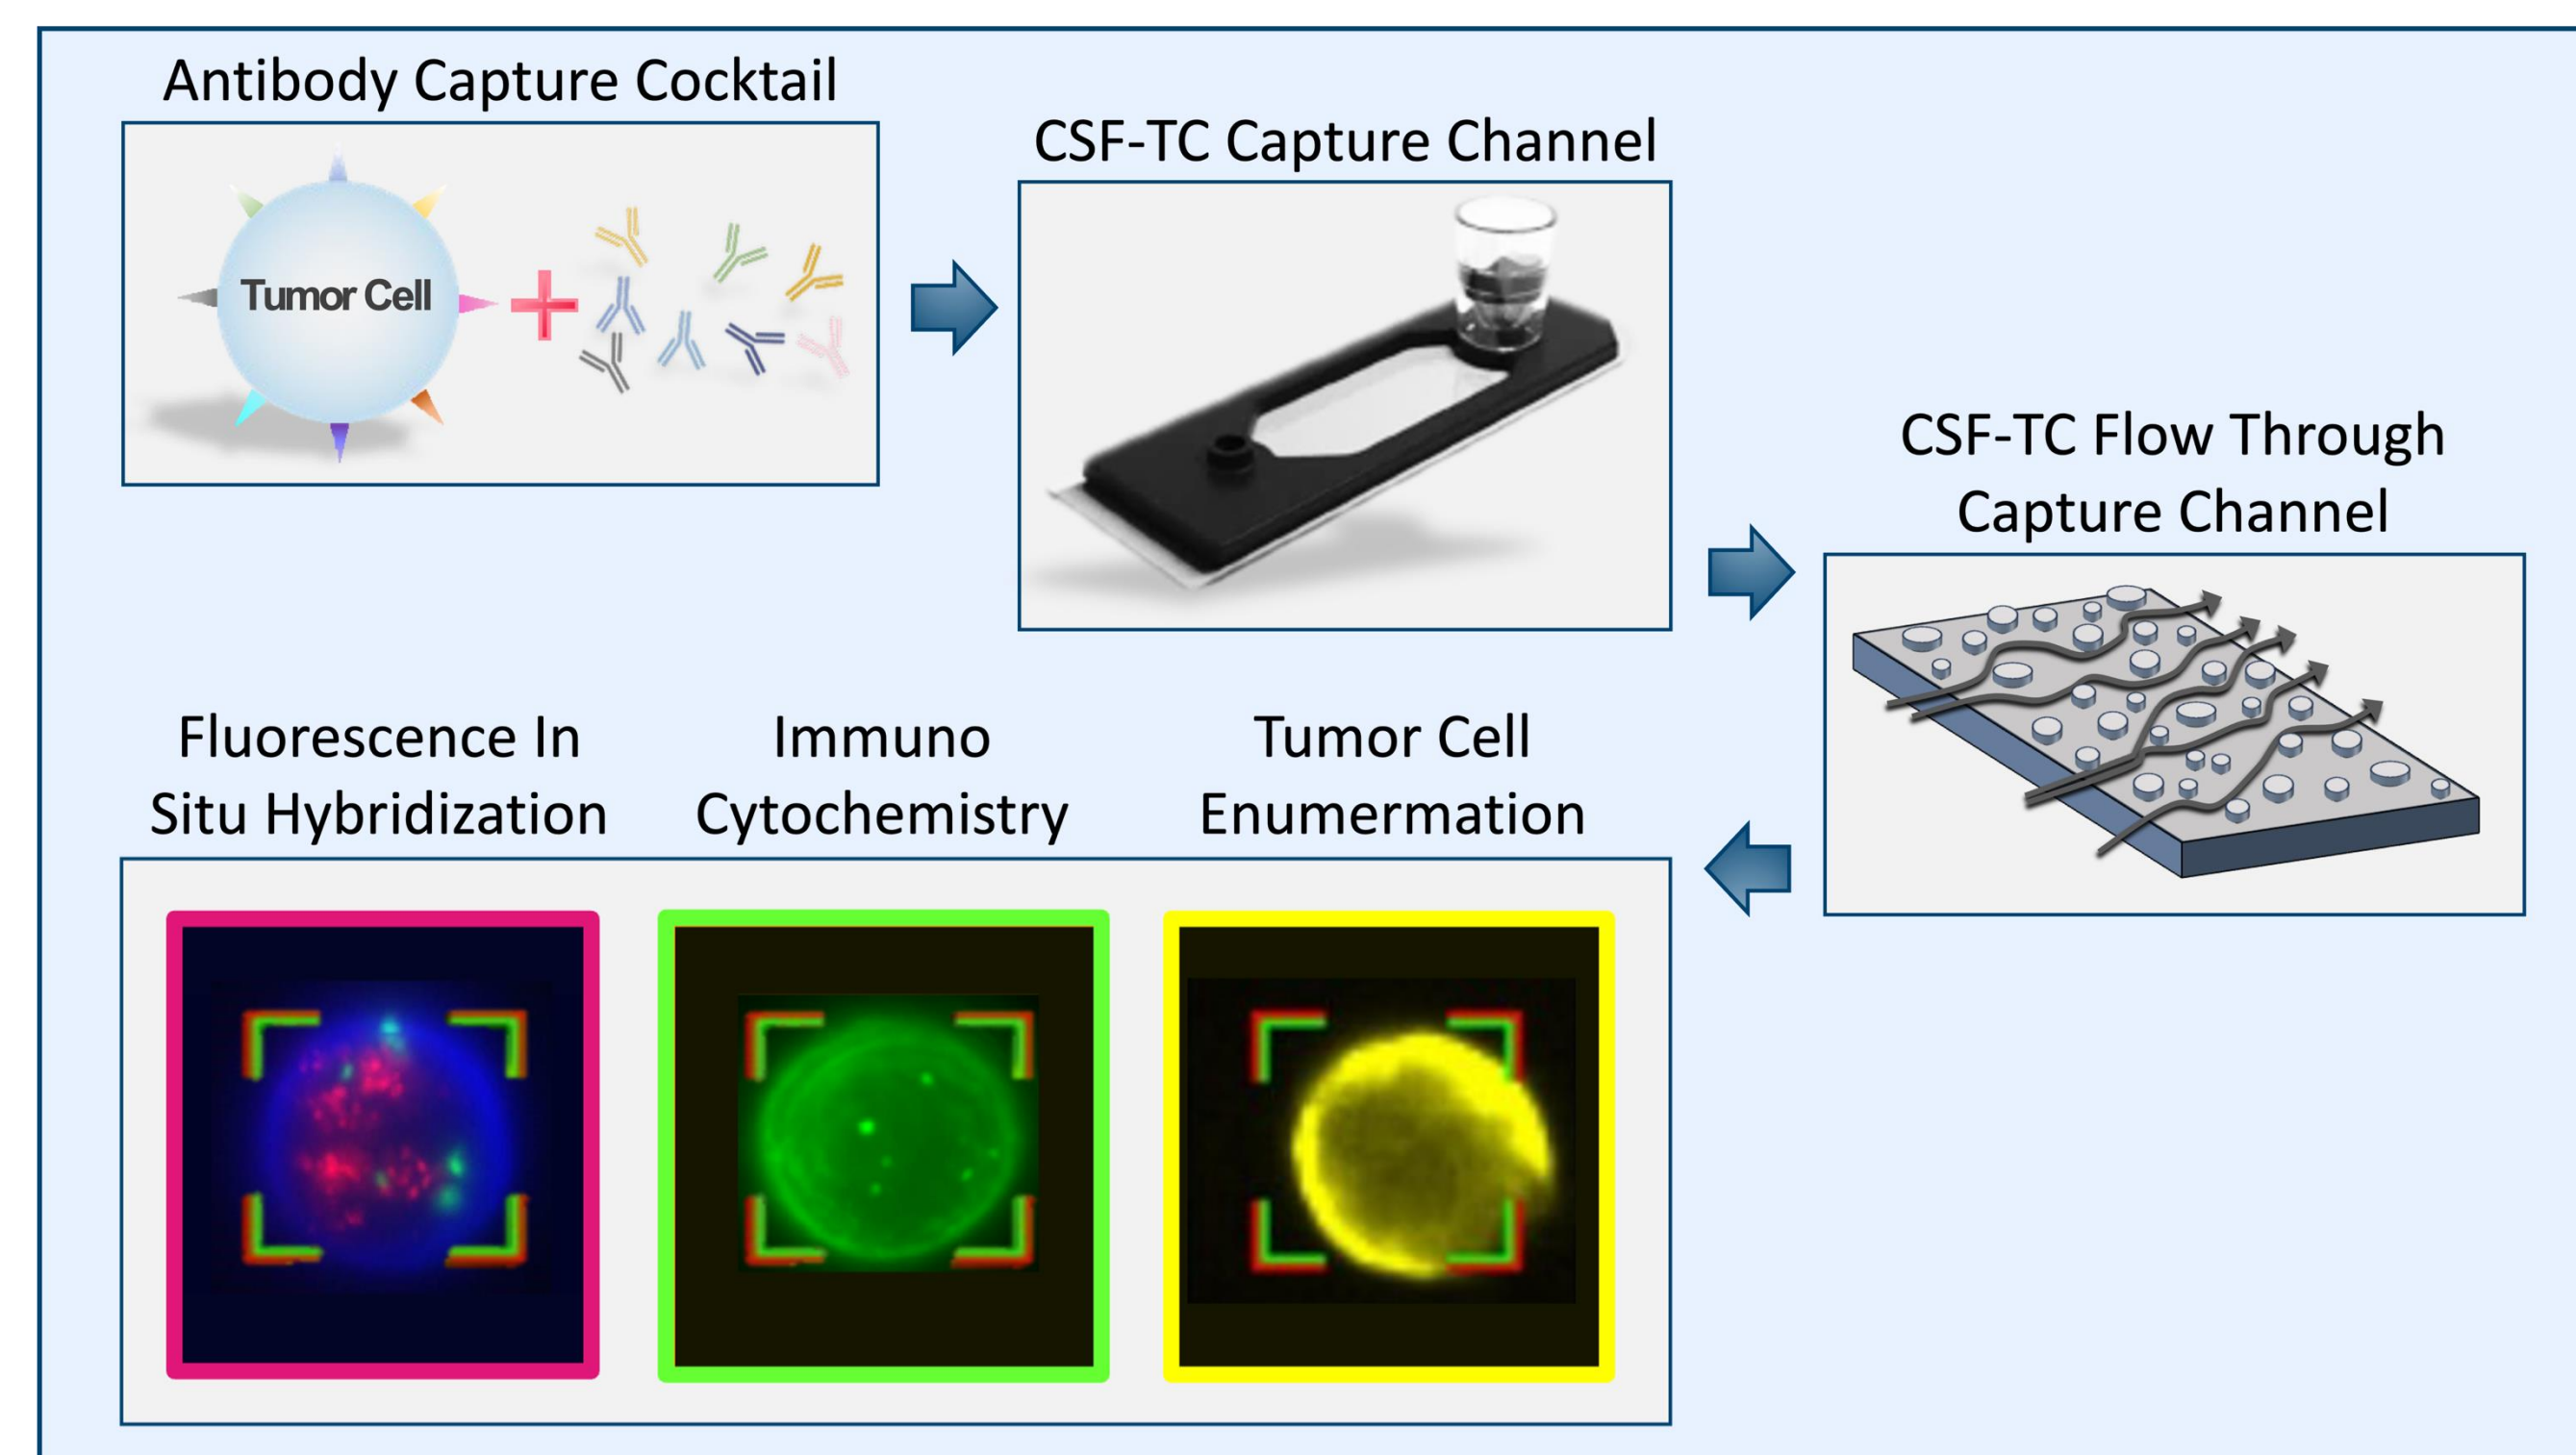 Antibody Capture Cocktail
Tumor Cell
CSF-TC Capture Channel
CSF-TC Flow Through
Capture Channel
Fluorescence In
Situ Hybridization
Immuno
Cytochemistry
Tumor Cell
Enumermation